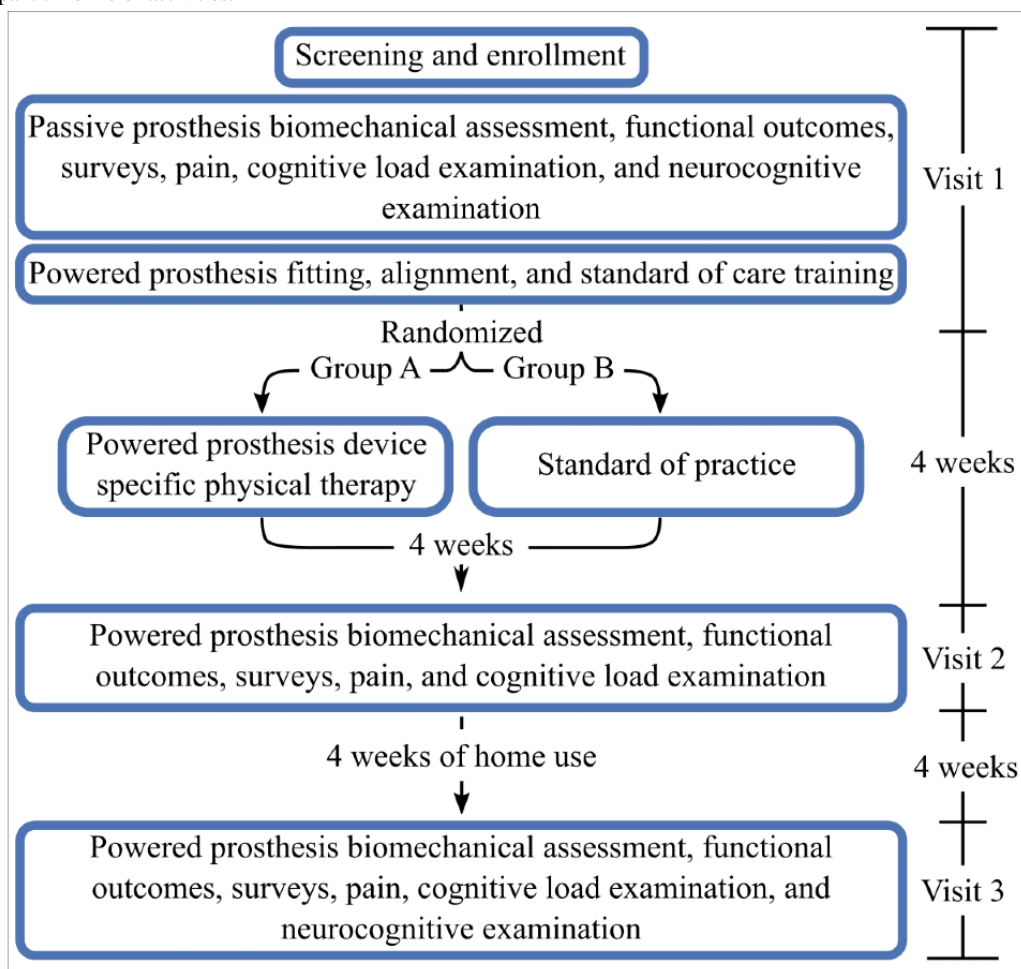 Screening and enrollment
Passive prosthesis biomechanical assessment, functional outcomes,
surveys, pain, cognitive load examination, and neurocognitive
examination
Visit 1
Powered prosthesis fitting, alignment, and standard of care training
Randomized
Group A
Group B
Powered prosthesis device
specific physical therapy
Standard of practice
4 weeks
4 weeks
Powered prosthesis biomechanical assessment, functional
outcomes, surveys, pain, and cognitive load examination
Visit 2
4 weeks of home use
4 weeks
Powered prosthesis biomechanical assessment, functional
outcomes, surveys, pain, cognitive load examination, and
neurocognitive examination
Visit 3